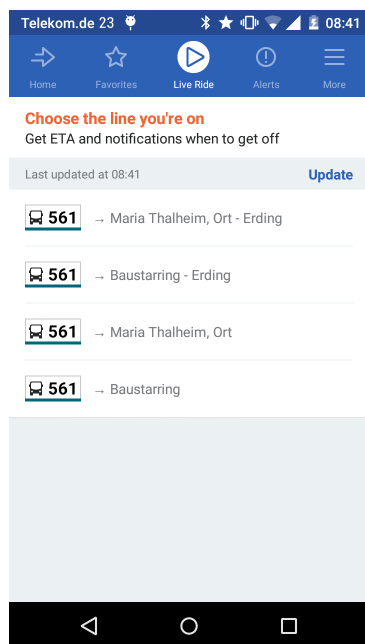 Telekom.de 23 08:41
Home Favorites Live Ride Alerts More
Choose the line you're on
Get ETA and notifications when to get off
Last updated at 08:41 Update
561 → Maria Thalheim, Ort - Erding
561 → Baustarring - Erding
561 → Maria Thalheim, Ort
561 → Baustarring